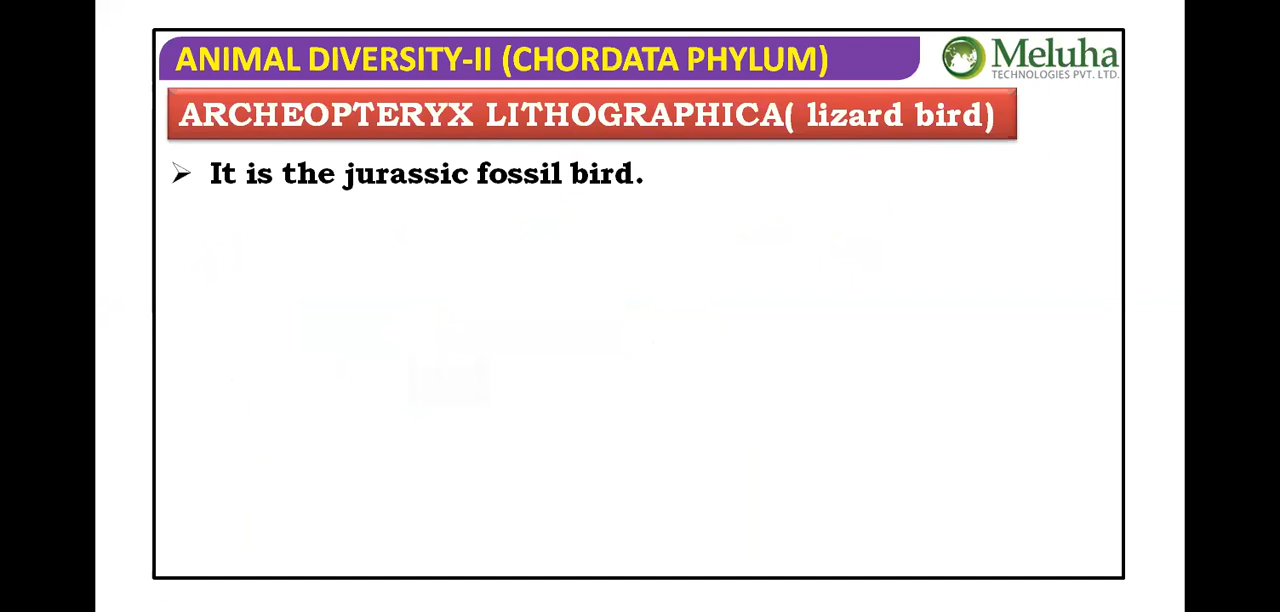 ANIMAL DIVERSITY-II (CHORDATA PHYLUM)
Meluha
TECHNOLOGIES PVT. LTD.
ARCHEOPTERYX LITHOGRAPHICA( lizard bird)
➢ It is the jurassic fossil bird.